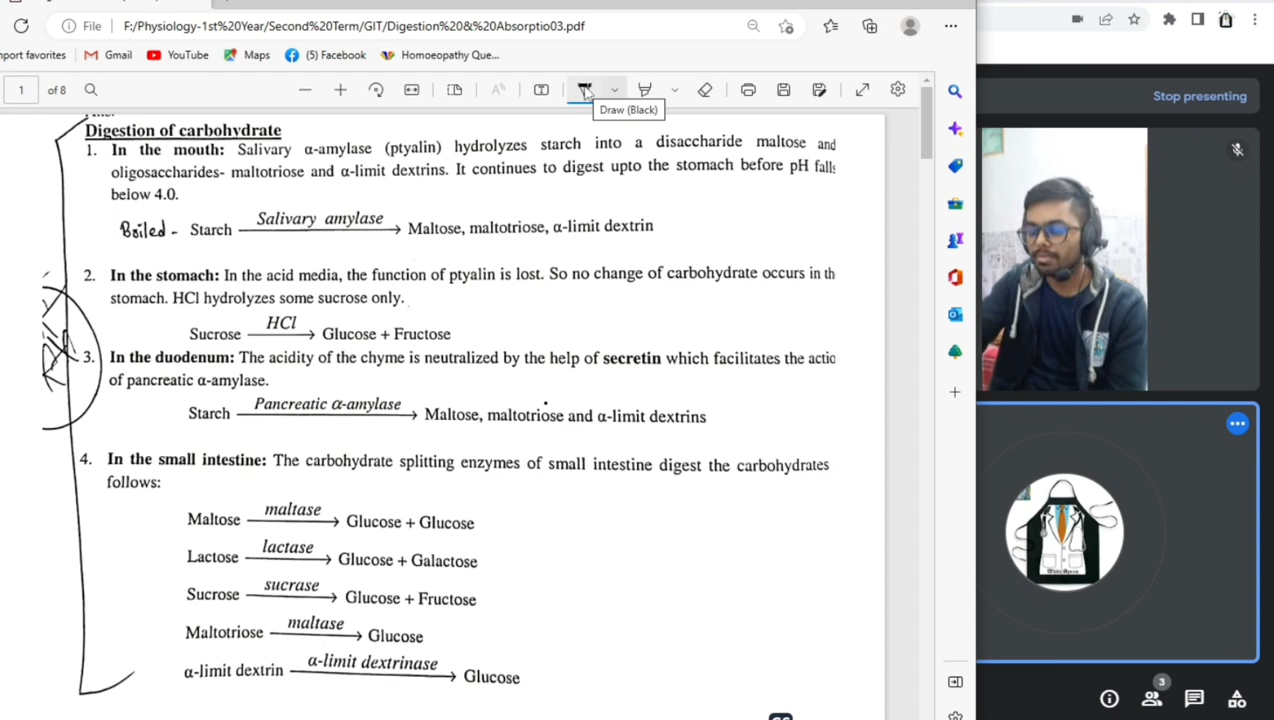 File F:/Physiology-1st%20Year/Second%20Term/GIT/Digestion%20&%20Absorptio03.pdf
nport favorites Gmail YouTube Maps (5) Facebook Homoeopathy Que...
1 of 8
Draw (Black)
Stop presenting
Digestion of carbohydrate
1. In the mouth: Salivary α-amylase (ptyalin) hydrolyzes starch into a disaccharide maltose and
oligosaccharides- maltotriose and α-limit dextrins. It continues to digest upto the stomach before pH falls
below 4.0.
Salivary amylase
Boiled - Starch → Maltose, maltotriose, α-limit dextrin
2. In the stomach: In the acid media, the function of ptyalin is lost. So no change of carbohydrate occurs in th
stomach. HCl hydrolyzes some sucrose only.
HCl
Sucrose → Glucose + Fructose
3. In the duodenum: The acidity of the chyme is neutralized by the help of secretin which facilitates the actio
of pancreatic α-amylase.
Pancreatic α-amylase
Starch → Maltose, maltotriose and α-limit dextrins
4. In the small intestine: The carbohydrate splitting enzymes of small intestine digest the carbohydrates
follows:
maltase
Maltose → Glucose + Glucose
lactase
Lactose → Glucose + Galactose
sucrase
Sucrose → Glucose + Fructose
maltase
Maltotriose → Glucose
α-limit dextrinase
α-limit dextrin → Glucose
3